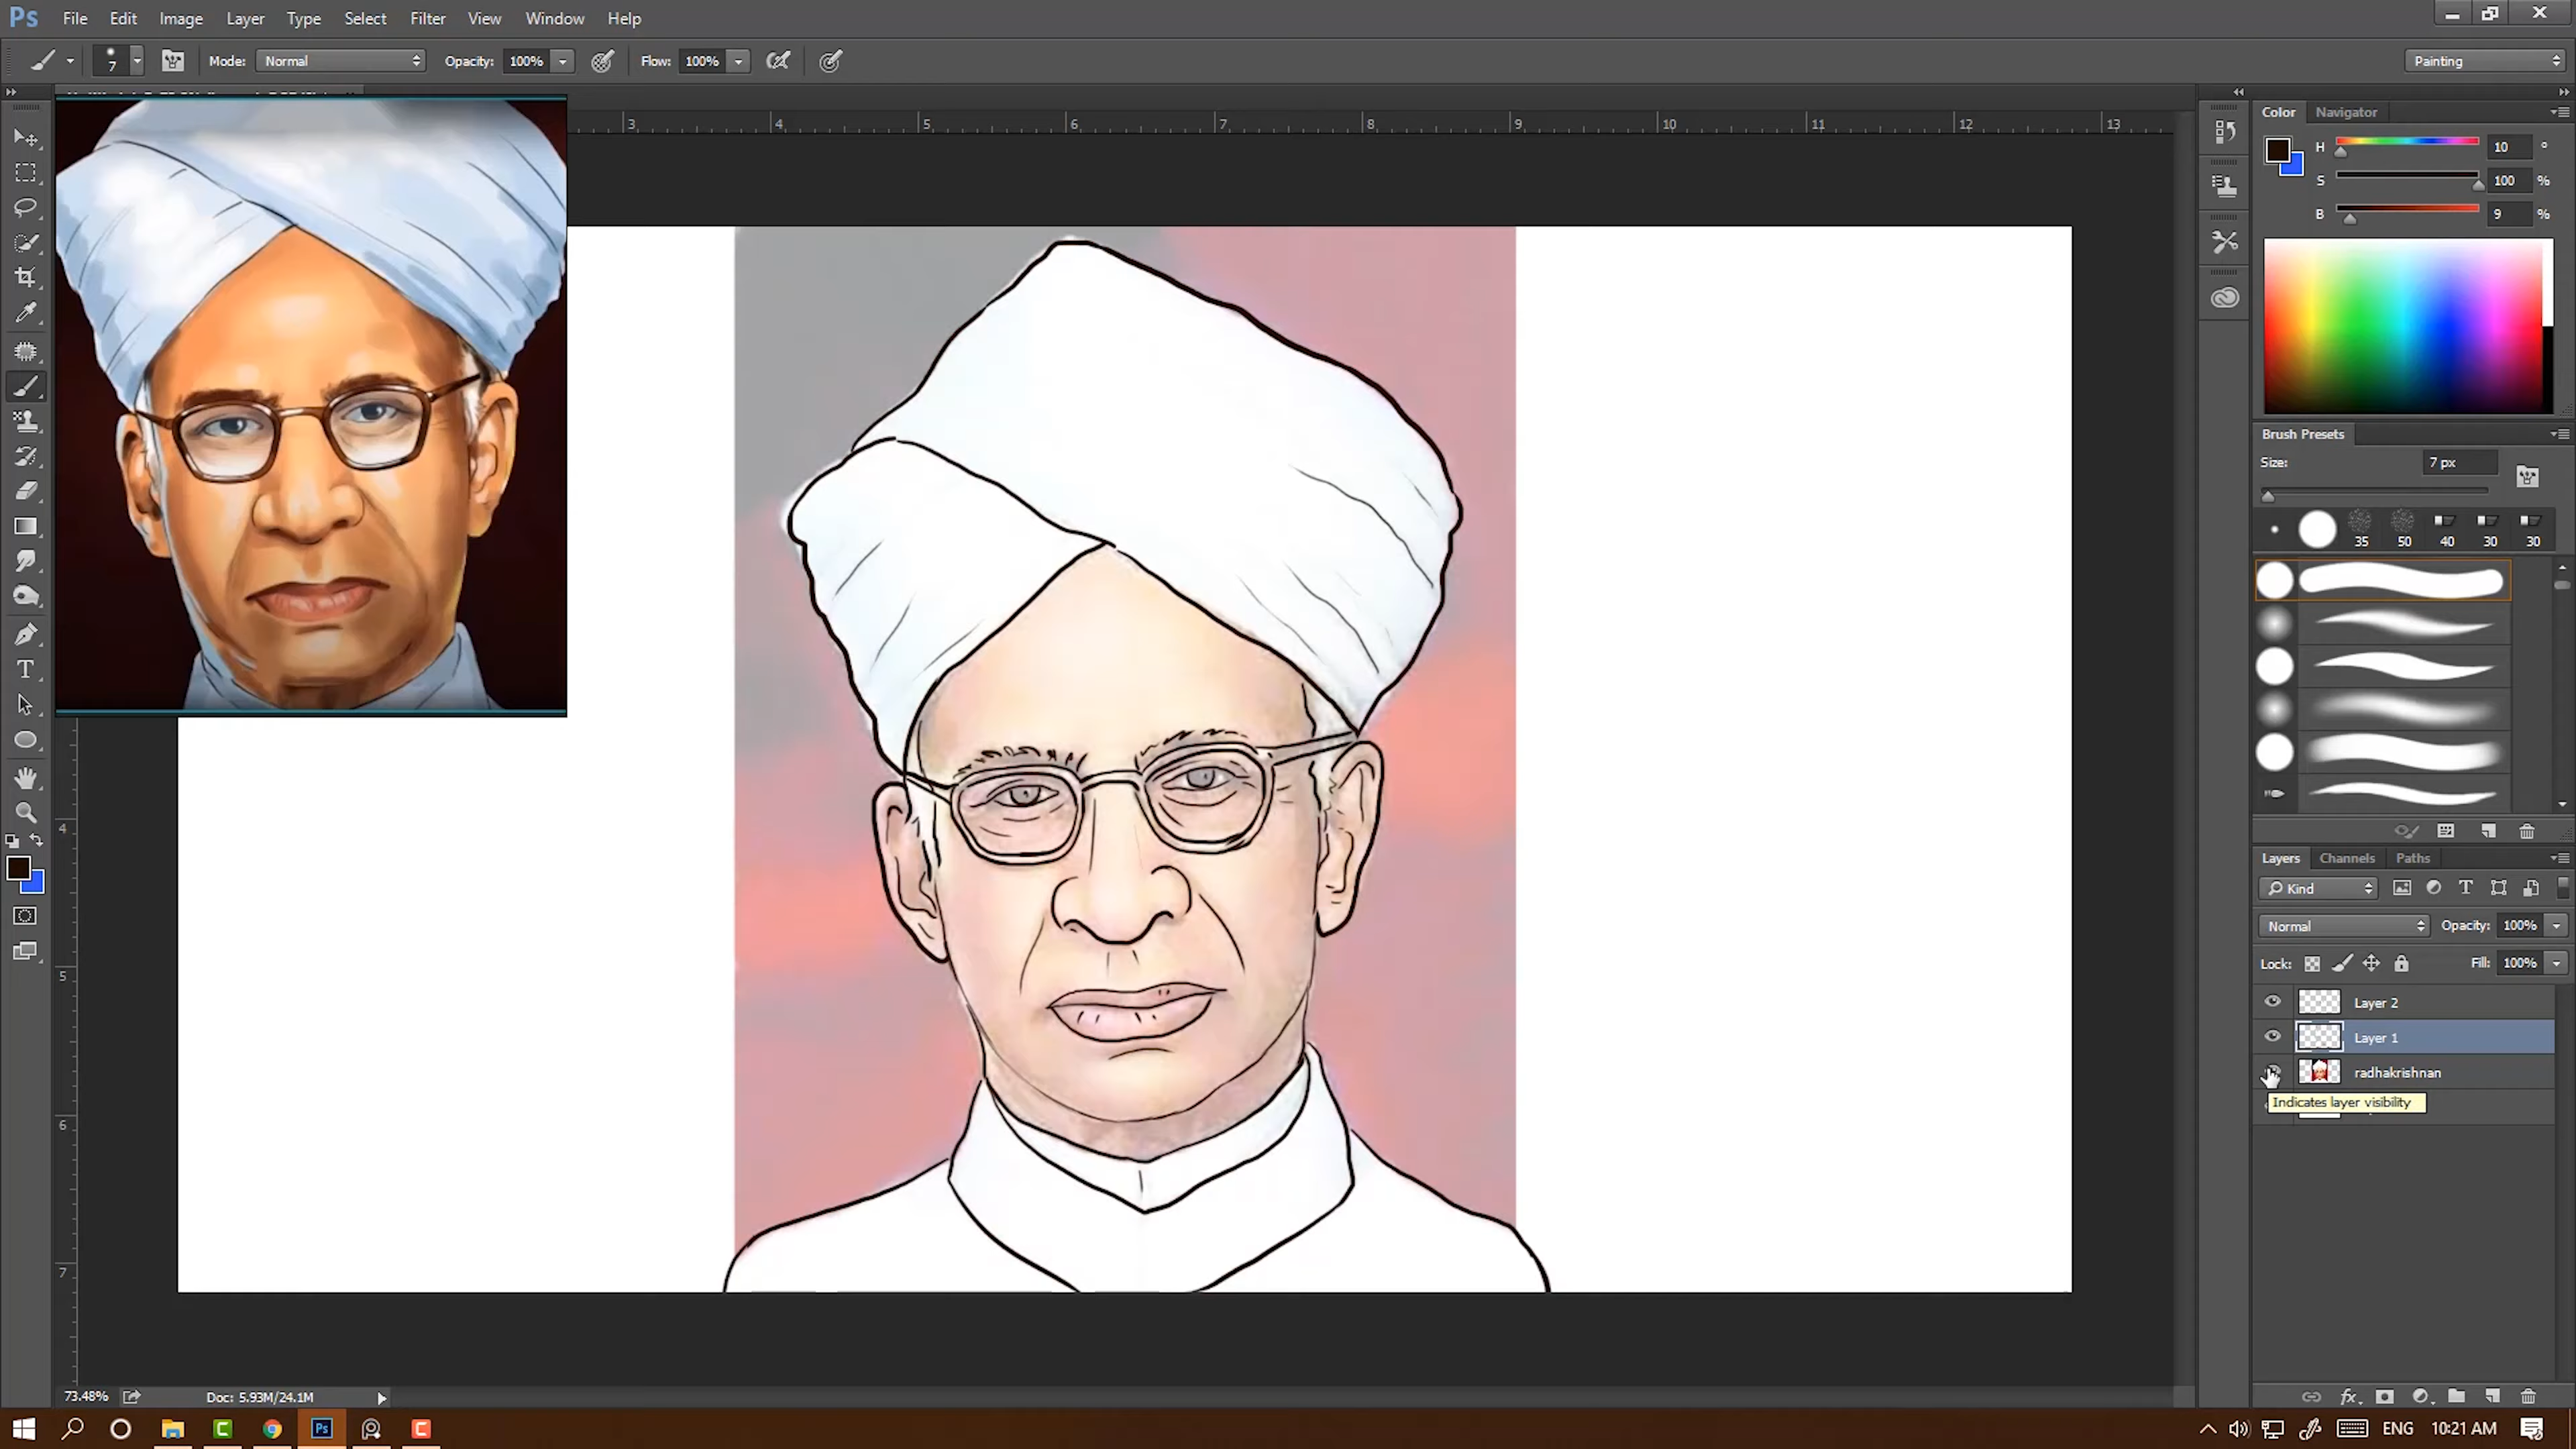 Ps File Edit Image Layer Type Select Filter View Window Help
7 Mode: Normal Opacity: 100% Flow: 100% Painting
3 4 5 6 7 8 9 10 11 12 13
Color Navigator
H 10 °
S 100 %
B 9 %
Brush Presets
Size: 7 px
35 50 40 30 30
Layers Channels Paths
Kind T
Normal Opacity: 100%
Lock: Fill: 100%
Layer 2
Layer 1
radhakrishnan
Indicates layer visibility
T
4
5
6
7
fx
73.48% Doc: 5.93M/24.1M
C Ps C ENG 10:21 AM